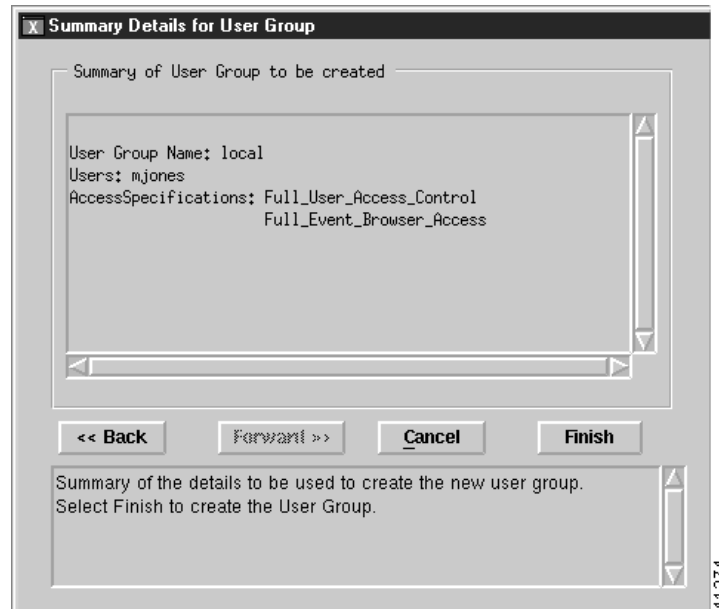 X Summary Details for User Group
Summary of User Group to be created
User Group Name: local
Users: mjones
AccessSpecifications: Full_User_Access_Control
Full_Event_Browser_Access
<< Back
Forward >>
Cancel
Finish
Summary of the details to be used to create the new user group.
Select Finish to create the User Group.